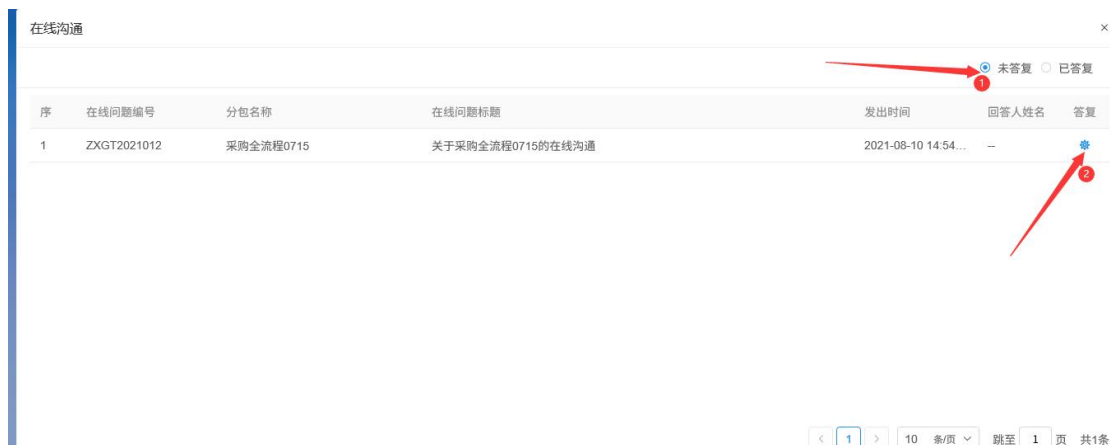 在线沟通 ×
未答复 已答复
1
序 在线问题编号 分包名称 在线问题标题 发出时间 回答人姓名 答复
1 ZXGT2021012 采购全流程0715 关于采购全流程0715的在线沟通 2021-08-10 14:54... --
2
< 1 > 10 条/页 跳至 1 页 共1条